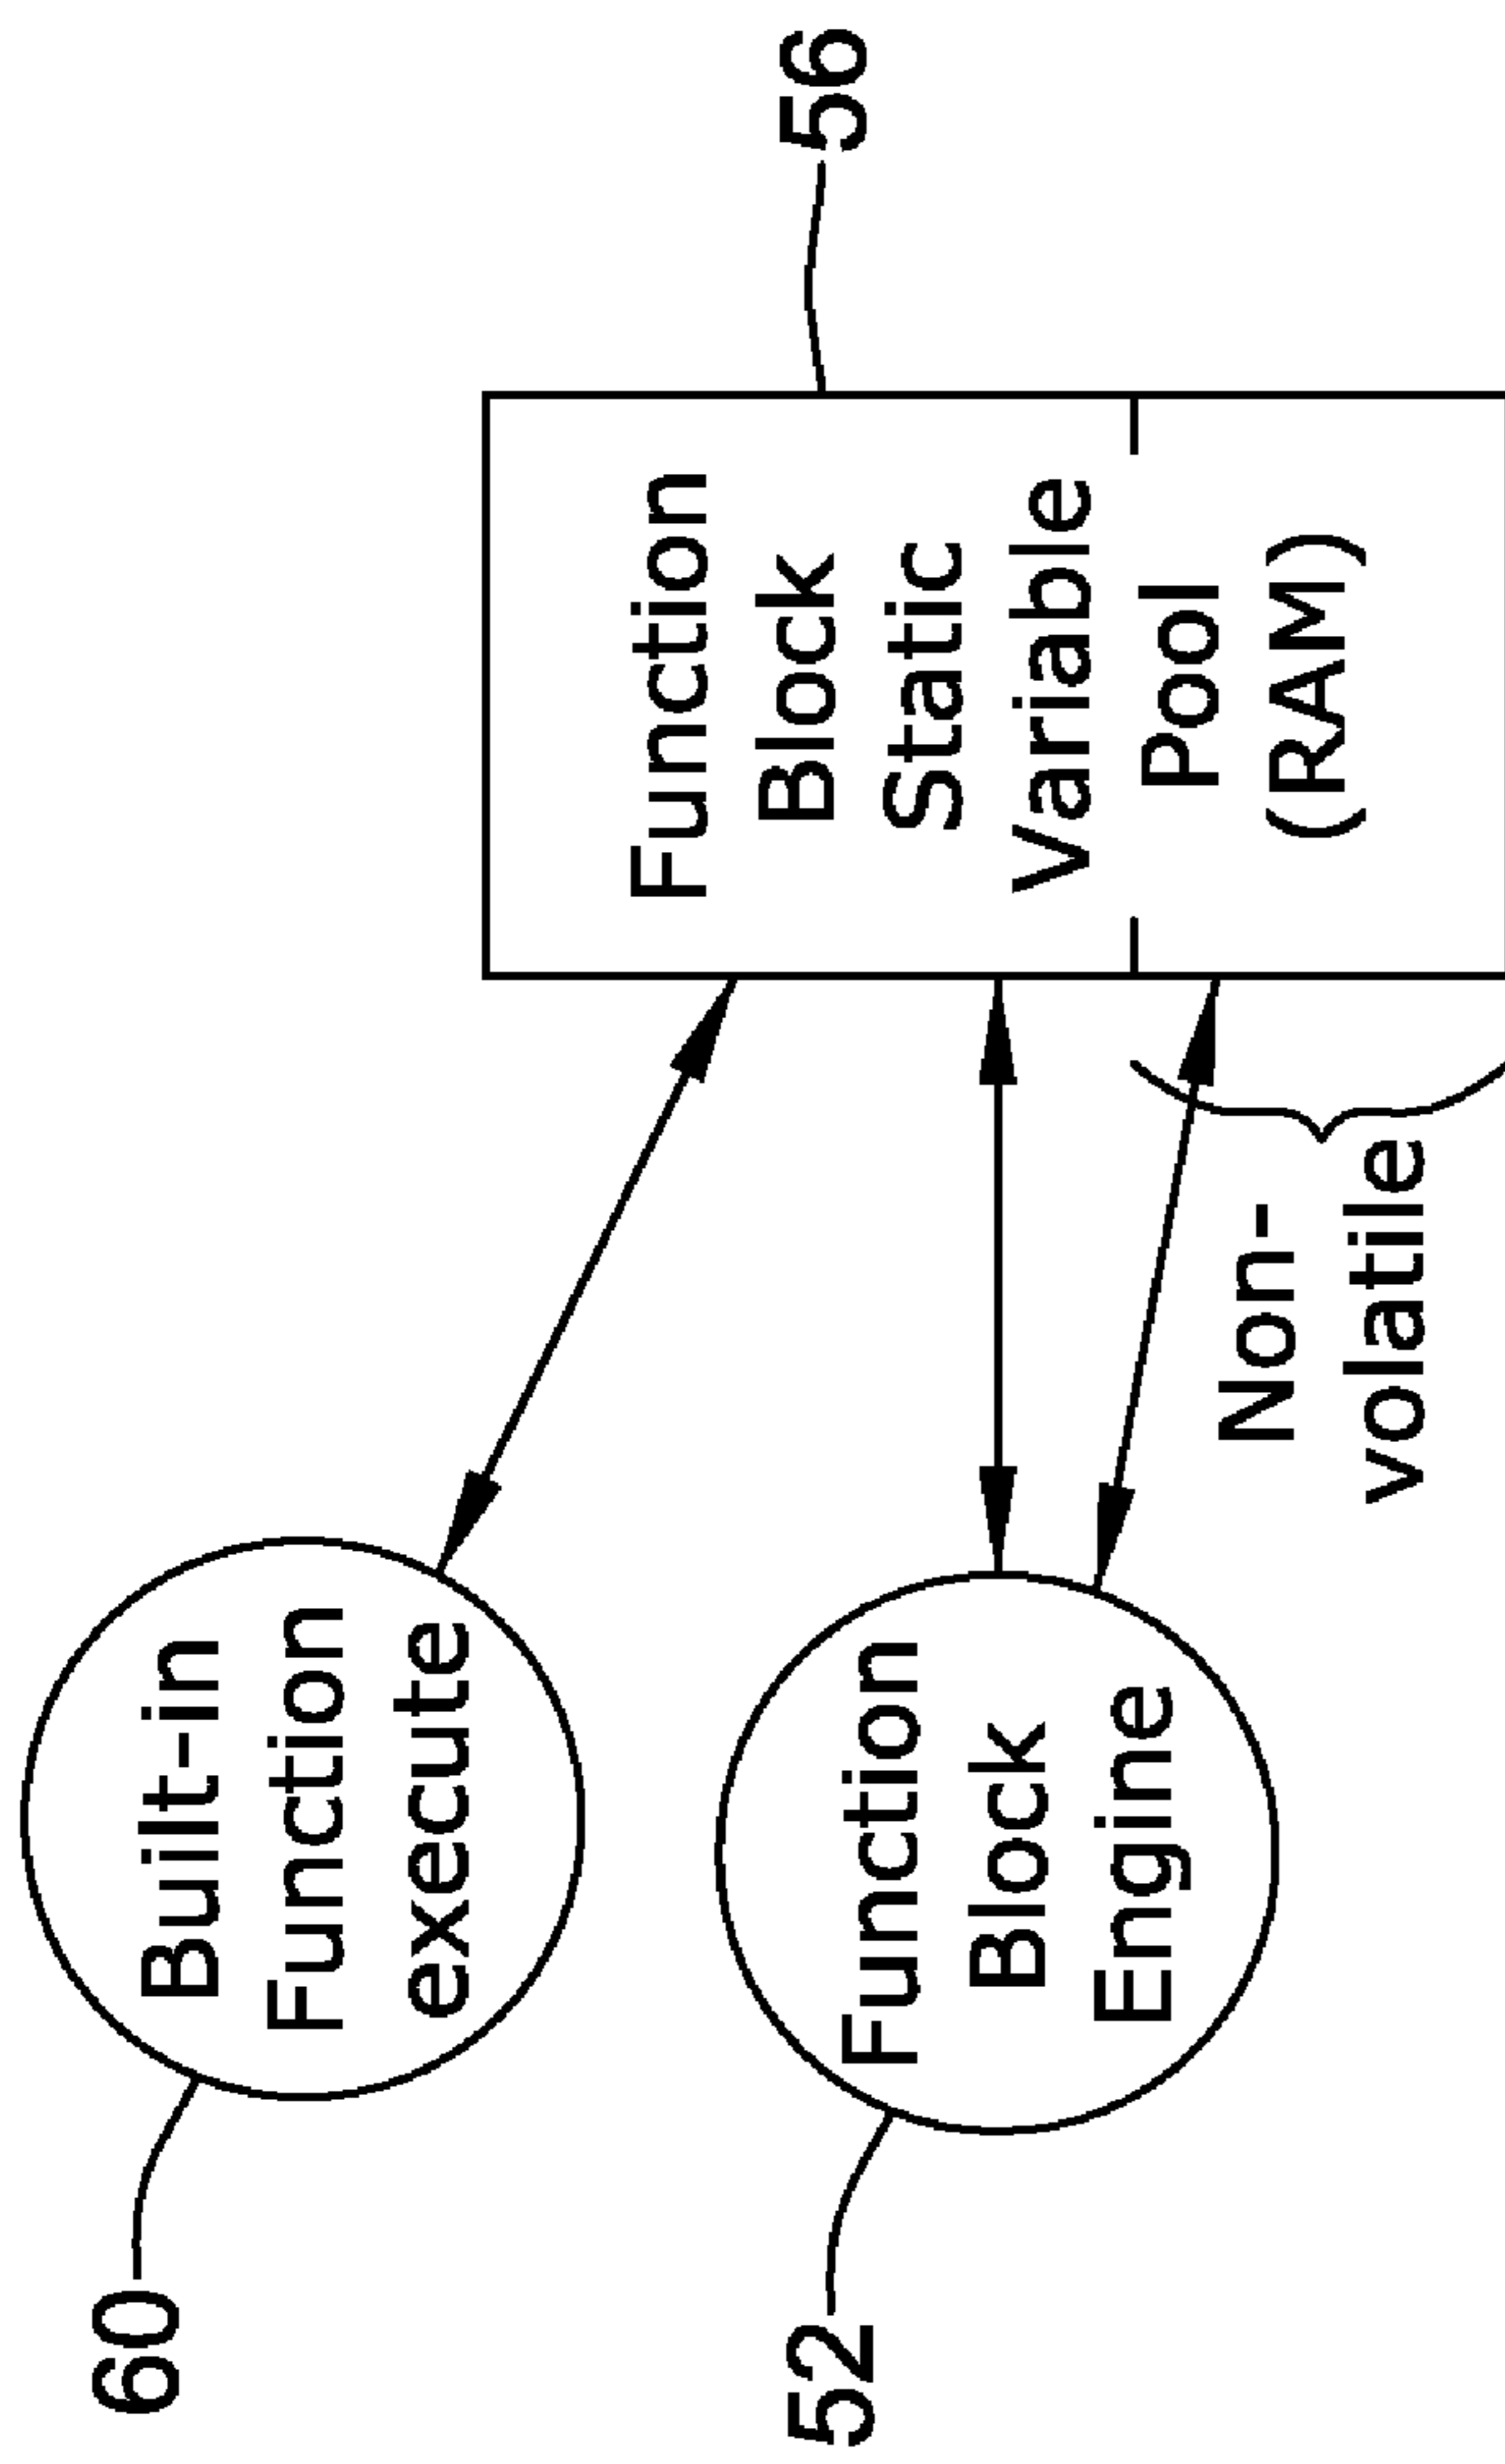 60
Built-in
Function
execute
52
Function
Block
Engine
Non-
volatile
Function
Block
Static
Variable
Pool
(RAM)
56